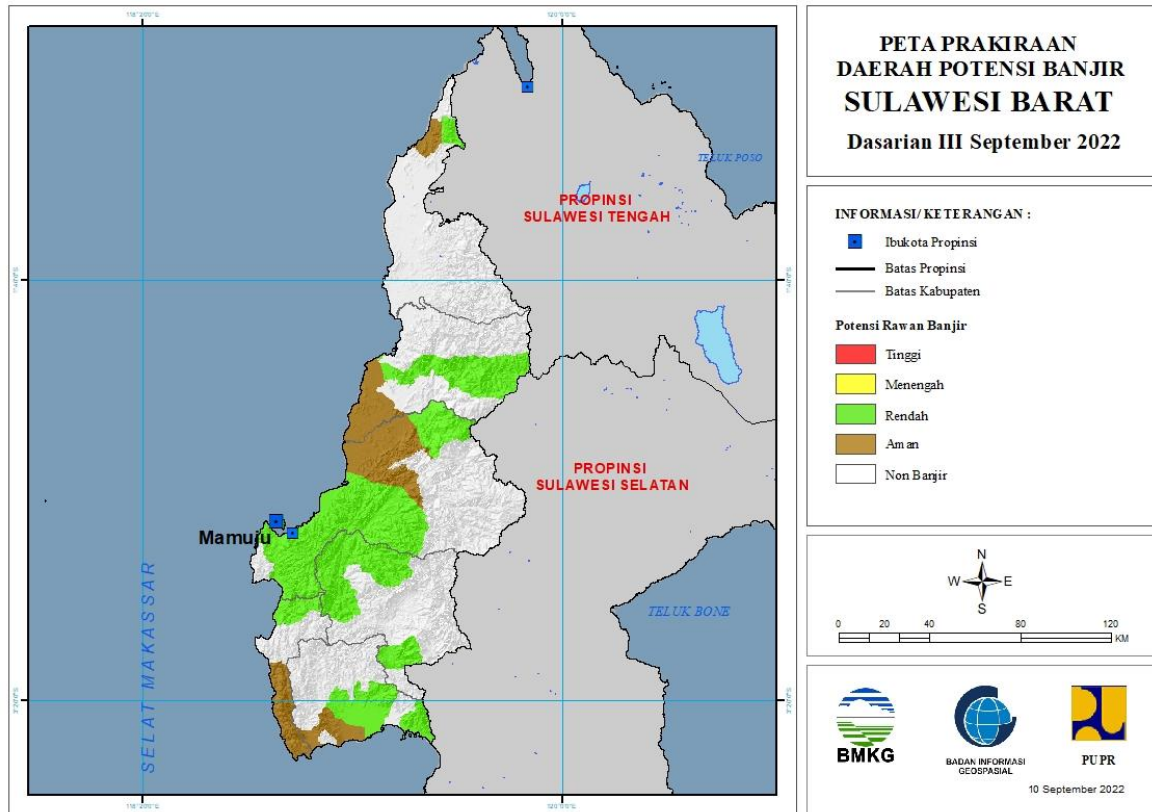 PETA PRAKIRAAN
DAERAH POTENSI BANJIR
SULAWESI BARAT
Dasarian III September 2022
TELUK POSO
PROPINSI
SULAWESI TENGAH
PROPINSI
SULAWESI SELATAN
Mamuju
SELAT MAKASSAR
TELUK BONE
INFORMASI/ KETERANGAN :
Ibukota Propinsi
Batas Propinsi
Batas Kabupaten
Potensi Rawan Banjir
Tinggi
Menengah
Rendah
Aman
Non Banjir
N
W E
S
0 20 40 80 120
KM
BMKG
BADAN INFORMASI
GEOSPASIAL
PUPR
10 September 2022